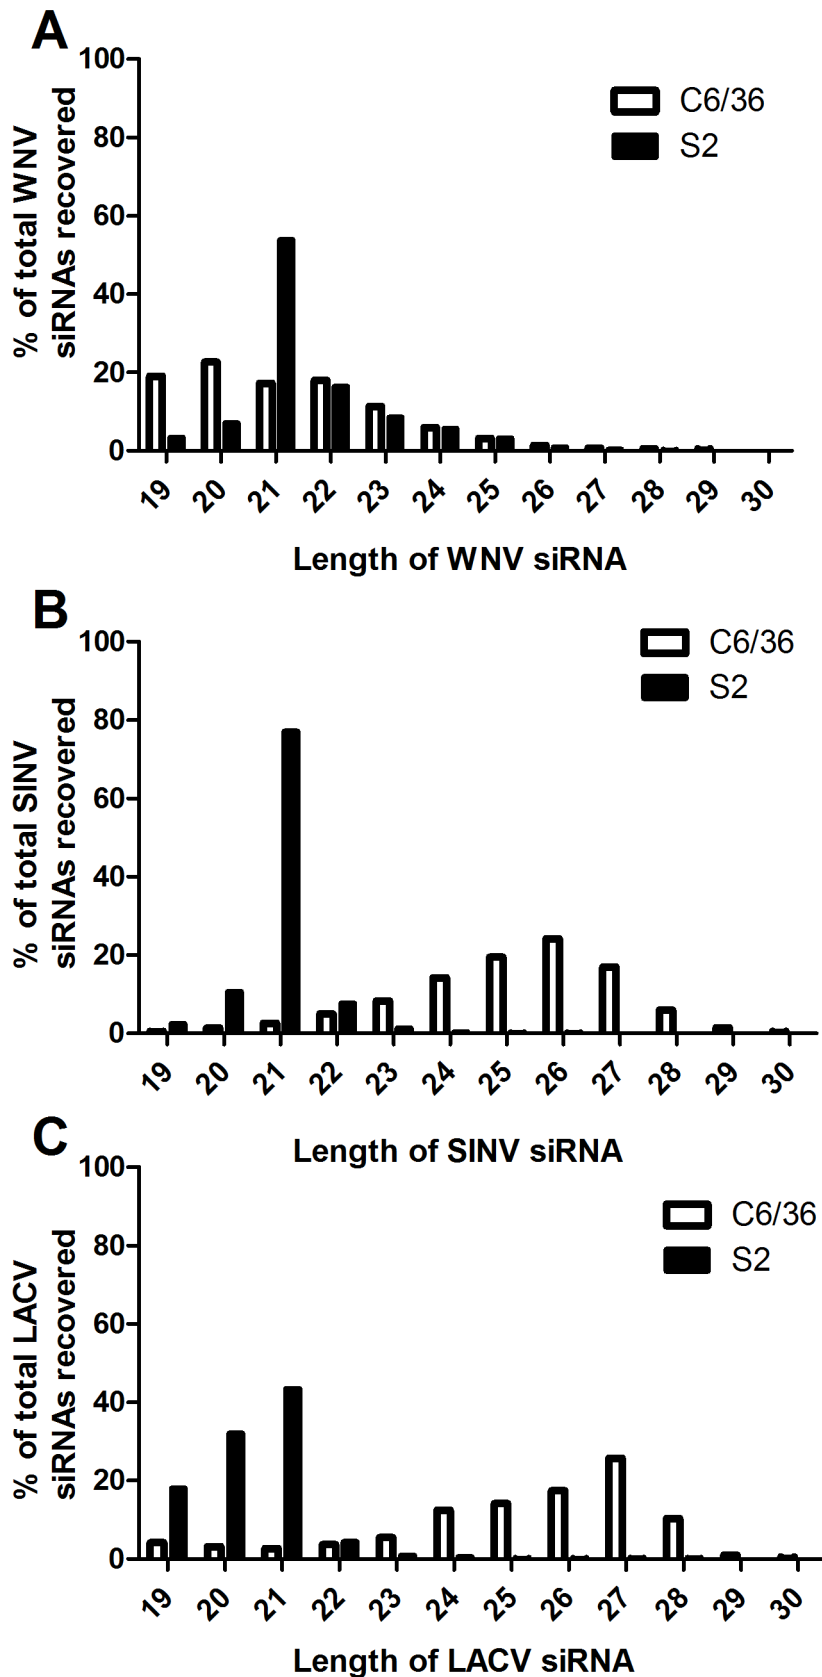 A
100
80
60
40
20
0
% of total WNV
siRNAs recovered
C6/36
S2
19 20 21 22 23 24 25 26 27 28 29 30
Length of WNV siRNA
B
100
80
60
40
20
0
% of total SINV
siRNAs recovered
C6/36
S2
19 20 21 22 23 24 25 26 27 28 29 30
Length of SINV siRNA
C
100
80
60
40
20
0
% of total LACV
siRNAs recovered
C6/36
S2
19 20 21 22 23 24 25 26 27 28 29 30
Length of LACV siRNA